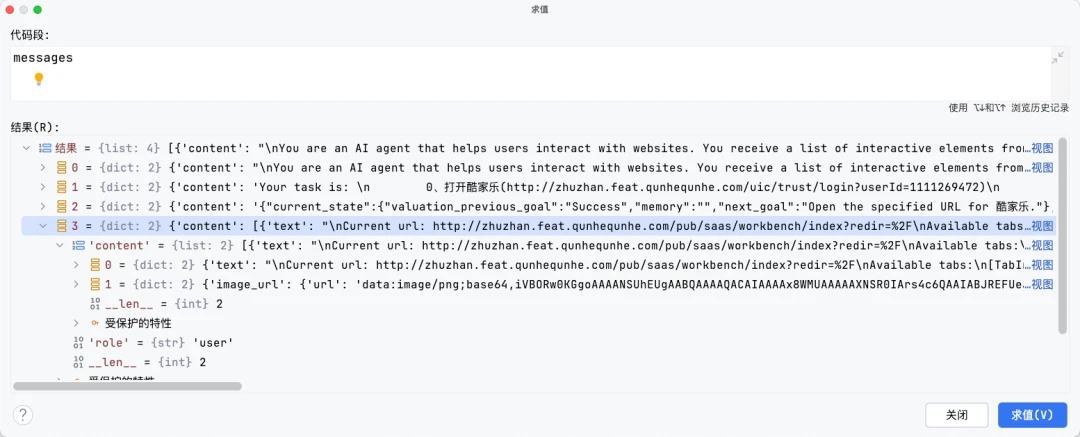 求值
代码段:
messages
使用 ⌥↓和⌥↑ 浏览历史记录
结果(R):
结果 = {list: 4} [{'content': "\nYou are an AI agent that helps users interact with websites. You receive a list of interactive elements fro…视图
0 = {dict: 2} {'content': "\nYou are an AI agent that helps users interact with websites. You receive a list of interactive elements from…视图
1 = {dict: 2} {'content': 'Your task is: \n 0、打开酷家乐(http://zhuzhan.feat.qunhequnhe.com/uic/trust/login?userId=1111269472)\n 视图
2 = {dict: 2} {'content': '{"current_state":{"valuation_previous_goal":"Success","memory":"","next_goal":"Open the specified URL for 酷家乐."},…视图
3 = {dict: 2} {'content': [{'text': "\nCurrent url: http://zhuzhan.feat.qunhequnhe.com/pub/saas/workbench/index?redir=%2F\nAvailable tabs…视图
'content' = {list: 2} [{'text': "\nCurrent url: http://zhuzhan.feat.qunhequnhe.com/pub/saas/workbench/index?redir=%2F\nAvailable tabs:\…视图
0 = {dict: 2} {'text': "\nCurrent url: http://zhuzhan.feat.qunhequnhe.com/pub/saas/workbench/index?redir=%2F\nAvailable tabs:\n[TabI…视图
1 = {dict: 2} {'image_url': {'url': 'data:image/png;base64,iVBORw0KGgoAAAANSUhEUgAABQAAAAQACAIAAAAx8WMUAAAAAXNSR0IArs4c6QAAIABJREFUe…视图
__len__ = {int} 2
受保护的特性
'role' = {str} 'user'
__len__ = {int} 2
受保护的特性
?
关闭
求值(V)